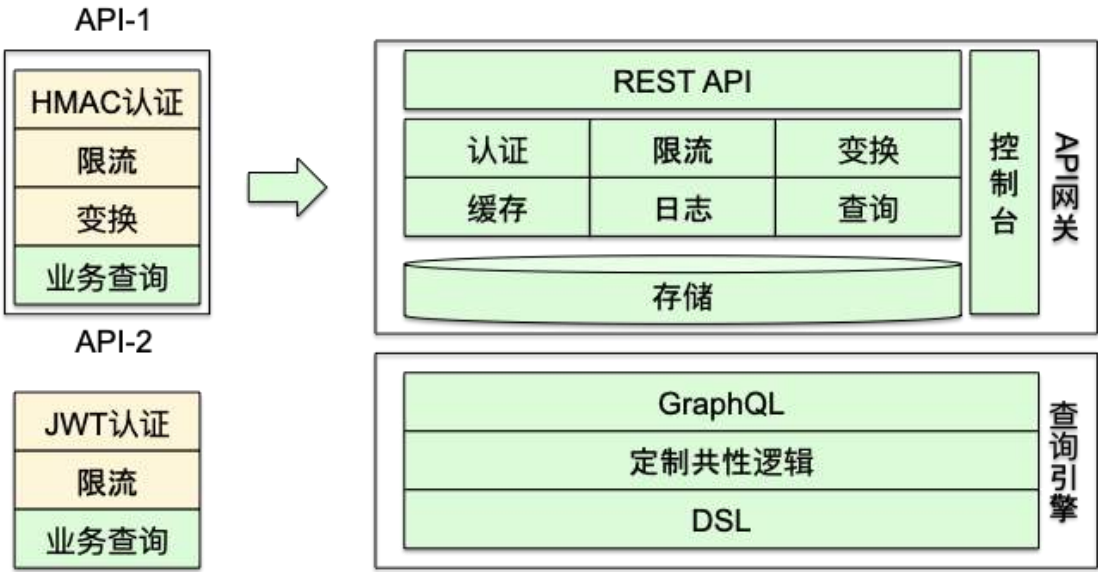 API-1
HMAC认证
限流
变换
业务查询
API-2
JWT认证
限流
业务查询
REST API
认证 限流 变换
缓存 日志 查询
存储
控制台
API网关
GraphQL
定制共性逻辑
DSL
查询引擎